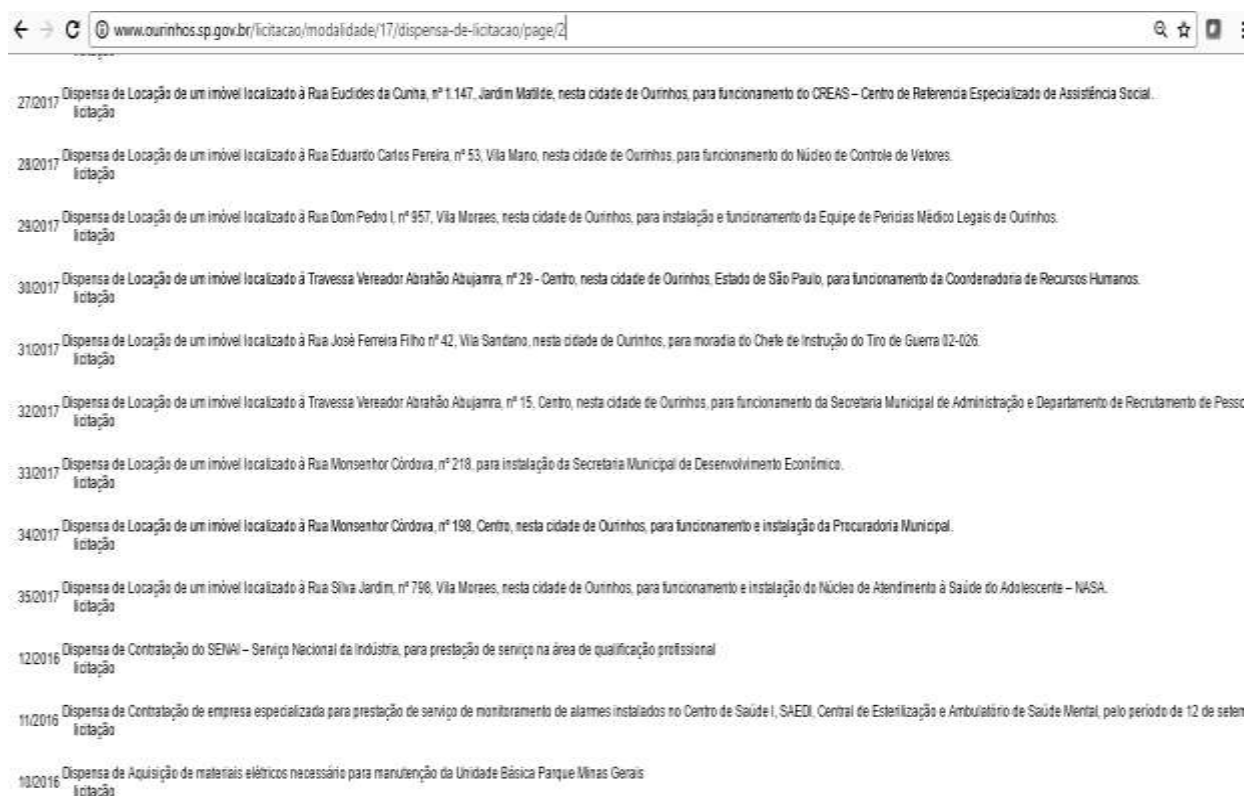 www.ourinhos.sp.gov.br/licitacao/modalidade/17/dispensa-de-licitacao/page/2
27/2017 Dispensa de Locação de um imóvel localizado à Rua Euclides da Cunha, nº 1.147, Jardim Matilde, nesta cidade de Ourinhos, para funcionamento do CREAS – Centro de Referencia Especializado de Assistência Social.
licitação
28/2017 Dispensa de Locação de um imóvel localizado à Rua Eduardo Carlos Pereira, nº 53, Vila Mano, nesta cidade de Ourinhos, para funcionamento do Núcleo de Controle de Vetores.
licitação
29/2017 Dispensa de Locação de um imóvel localizado à Rua Dom Pedro I, nº 957, Vila Moraes, nesta cidade de Ourinhos, para instalação e funcionamento da Equipe de Pericias Médico Legais de Ourinhos.
licitação
30/2017 Dispensa de Locação de um imóvel localizado à Travessa Vereador Abrahão Abujamra, nº 29 - Centro, nesta cidade de Ourinhos, Estado de São Paulo, para funcionamento da Coordenadoria de Recursos Humanos.
licitação
31/2017 Dispensa de Locação de um imóvel localizado à Rua José Ferreira Filho nº 42, Vila Sandano, nesta cidade de Ourinhos, para moradia do Chefe de Instrução do Tiro de Guerra 02-026.
licitação
32/2017 Dispensa de Locação de um imóvel localizado à Travessa Vereador Abrahão Abujamra, nº 15, Centro, nesta cidade de Ourinhos, para funcionamento da Secretaria Municipal de Administração e Departamento de Recrutamento de Pesso
licitação
33/2017 Dispensa de Locação de um imóvel localizado à Rua Monsenhor Córdova, nº 218, para instalação da Secretaria Municipal de Desenvolvimento Econômico.
licitação
34/2017 Dispensa de Locação de um imóvel localizado à Rua Monsenhor Córdova, nº 198, Centro, nesta cidade de Ourinhos, para funcionamento e instalação da Procuradoria Municipal.
licitação
35/2017 Dispensa de Locação de um imóvel localizado à Rua Silva Jardim, nº 798, Vila Moraes, nesta cidade de Ourinhos, para funcionamento e instalação do Núcleo de Atendimento à Saúde do Adolescente – NASA.
licitação
12/2016 Dispensa de Contratação do SENAI – Serviço Nacional da Indústria, para prestação de serviço na área de qualificação profissional
licitação
11/2016 Dispensa de Contratação de empresa especializada para prestação de serviço de monitoramento de alarmes instalados no Centro de Saúde I, SAEDI, Central de Esterilização e Ambulatório de Saúde Mental, pelo período de 12 de setem
licitação
10/2016 Dispensa de Aquisição de materiais elétricos necessário para manutenção da Unidade Básica Parque Minas Gerais
licitação